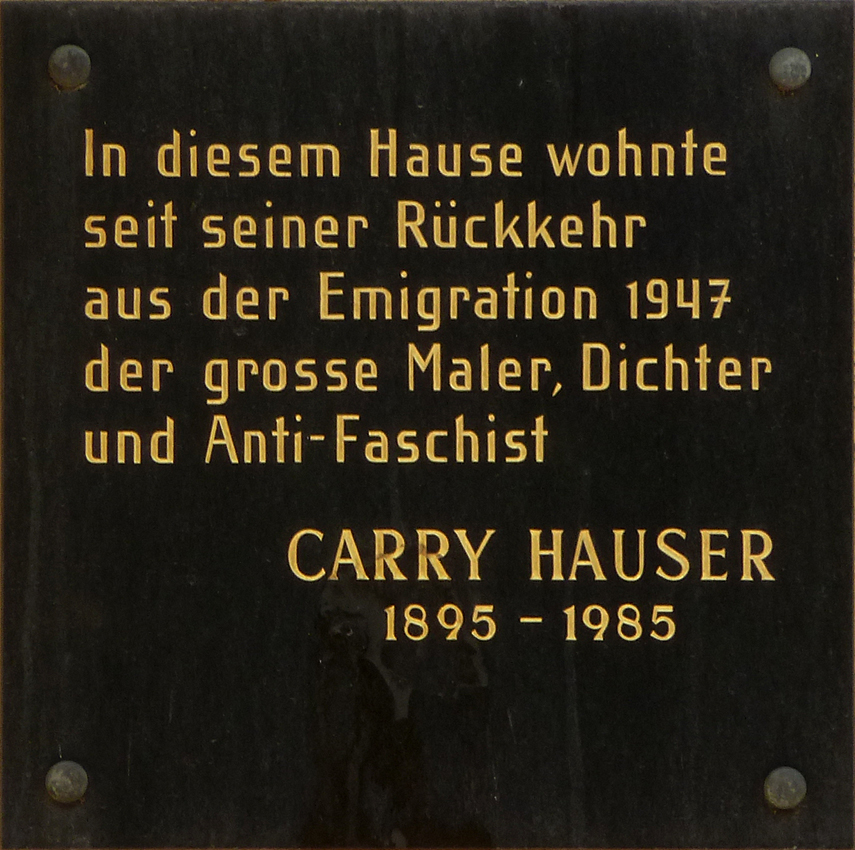 In diesem Hause wohnte
seit seiner Rückkehr
aus der Emigration 1947
der grosse Maler, Dichter
und Anti-Faschist
CARRY HAUSER
1895 – 1985